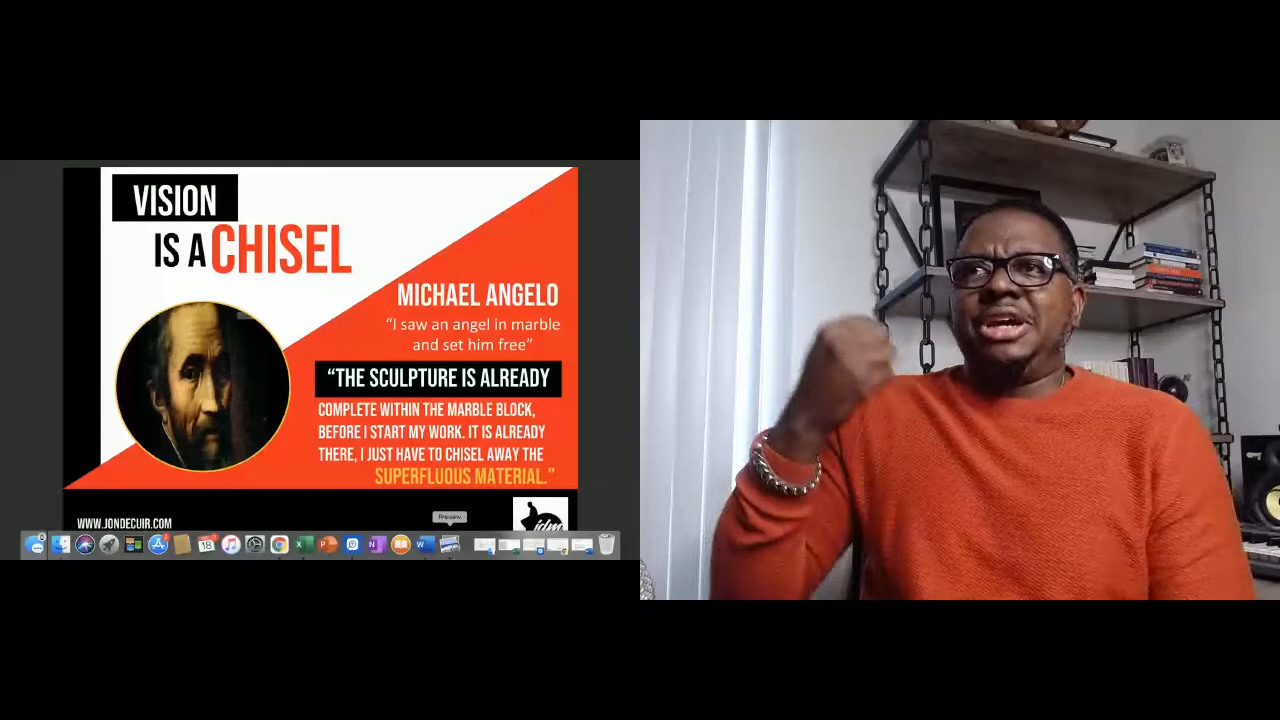 VISION
IS A CHISEL
MICHAEL ANGELO
“I saw an angel in marble
and set him free”
“THE SCULPTURE IS ALREADY
COMPLETE WITHIN THE MARBLE BLOCK,
BEFORE I START MY WORK. IT IS ALREADY
THERE, I JUST HAVE TO CHISEL AWAY THE
SUPERFLUOUS MATERIAL.”
WWW.JONDECUIR.COM
jdm
Preview
18